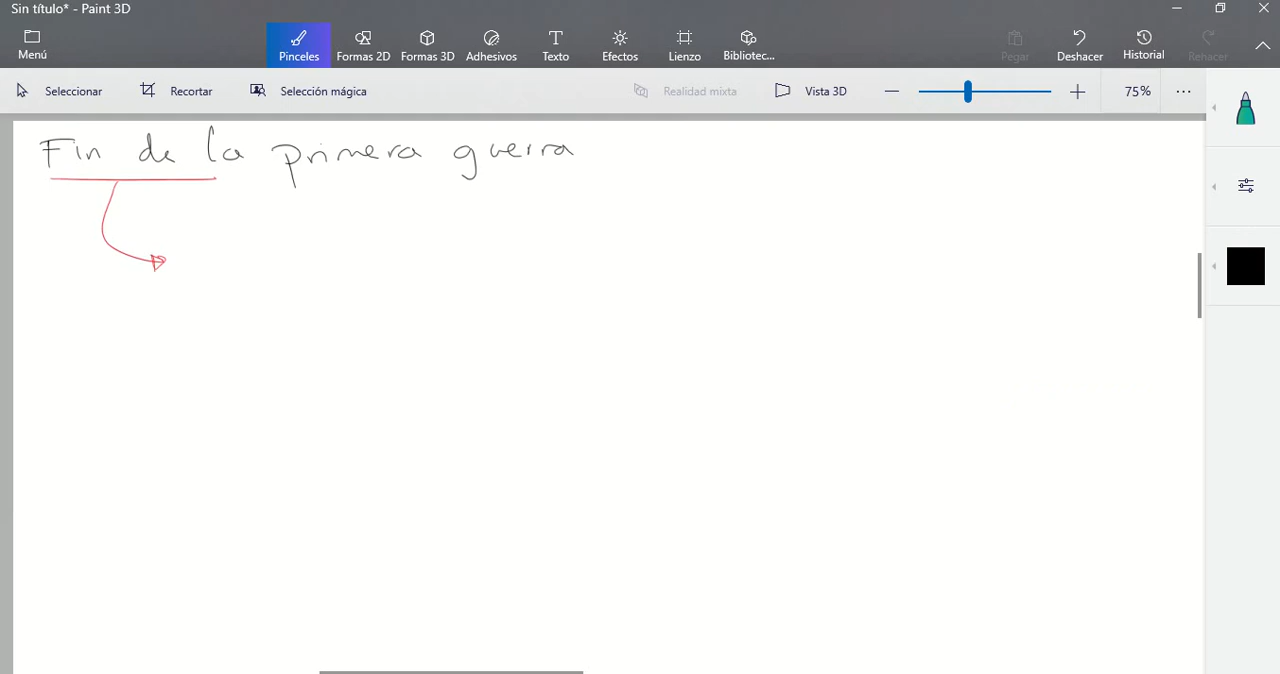 Sin título* - Paint 3D
Menú
Pinceles Formas 2D Formas 3D Adhesivos Texto Efectos Lienzo Bibliotec... Pegar Deshacer Historial Rehacer
Seleccionar Recortar Selección mágica Realidad mixta Vista 3D 75%
Fin de la primera guerra